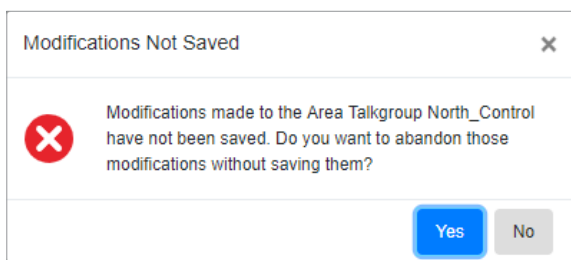 Modifications Not Saved
Modifications made to the Area Talkgroup North_Control
have not been saved. Do you want to abandon those
modifications without saving them?
Yes No